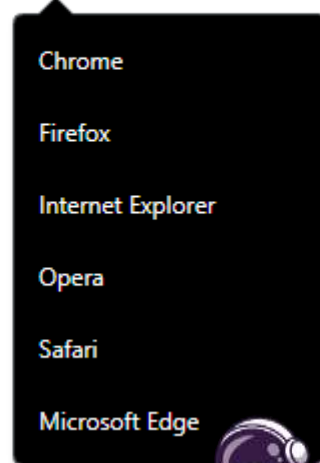 Chrome
Firefox
Internet Explorer
Opera
Safari
Microsoft Edge